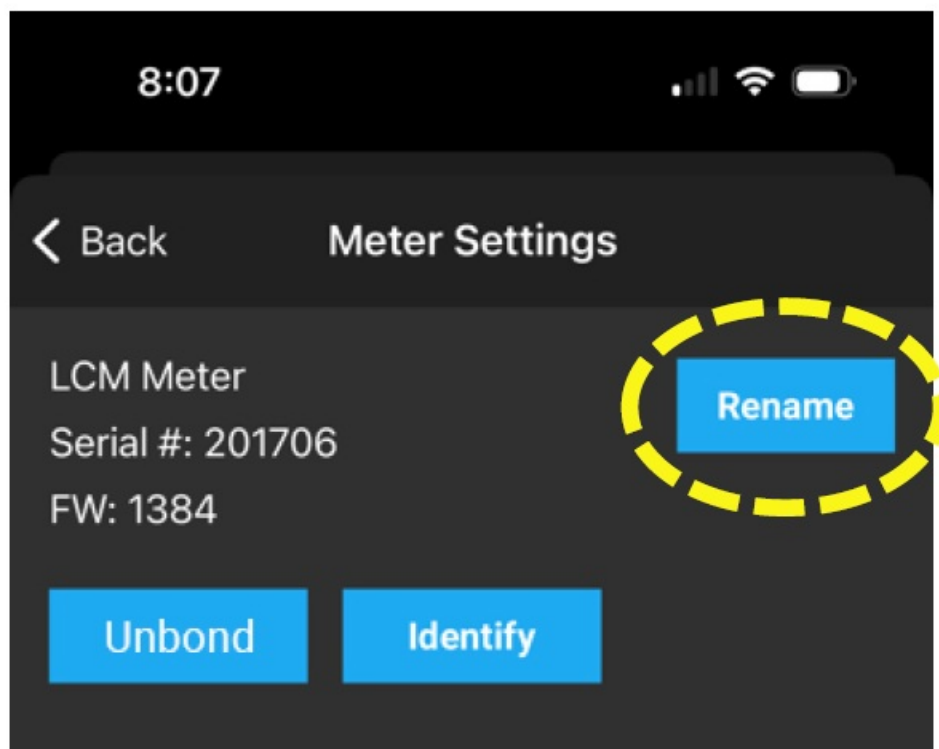 8:07
Back Meter Settings
LCM Meter
Rename
Serial #: 201706
FW: 1384
Unbond Identify